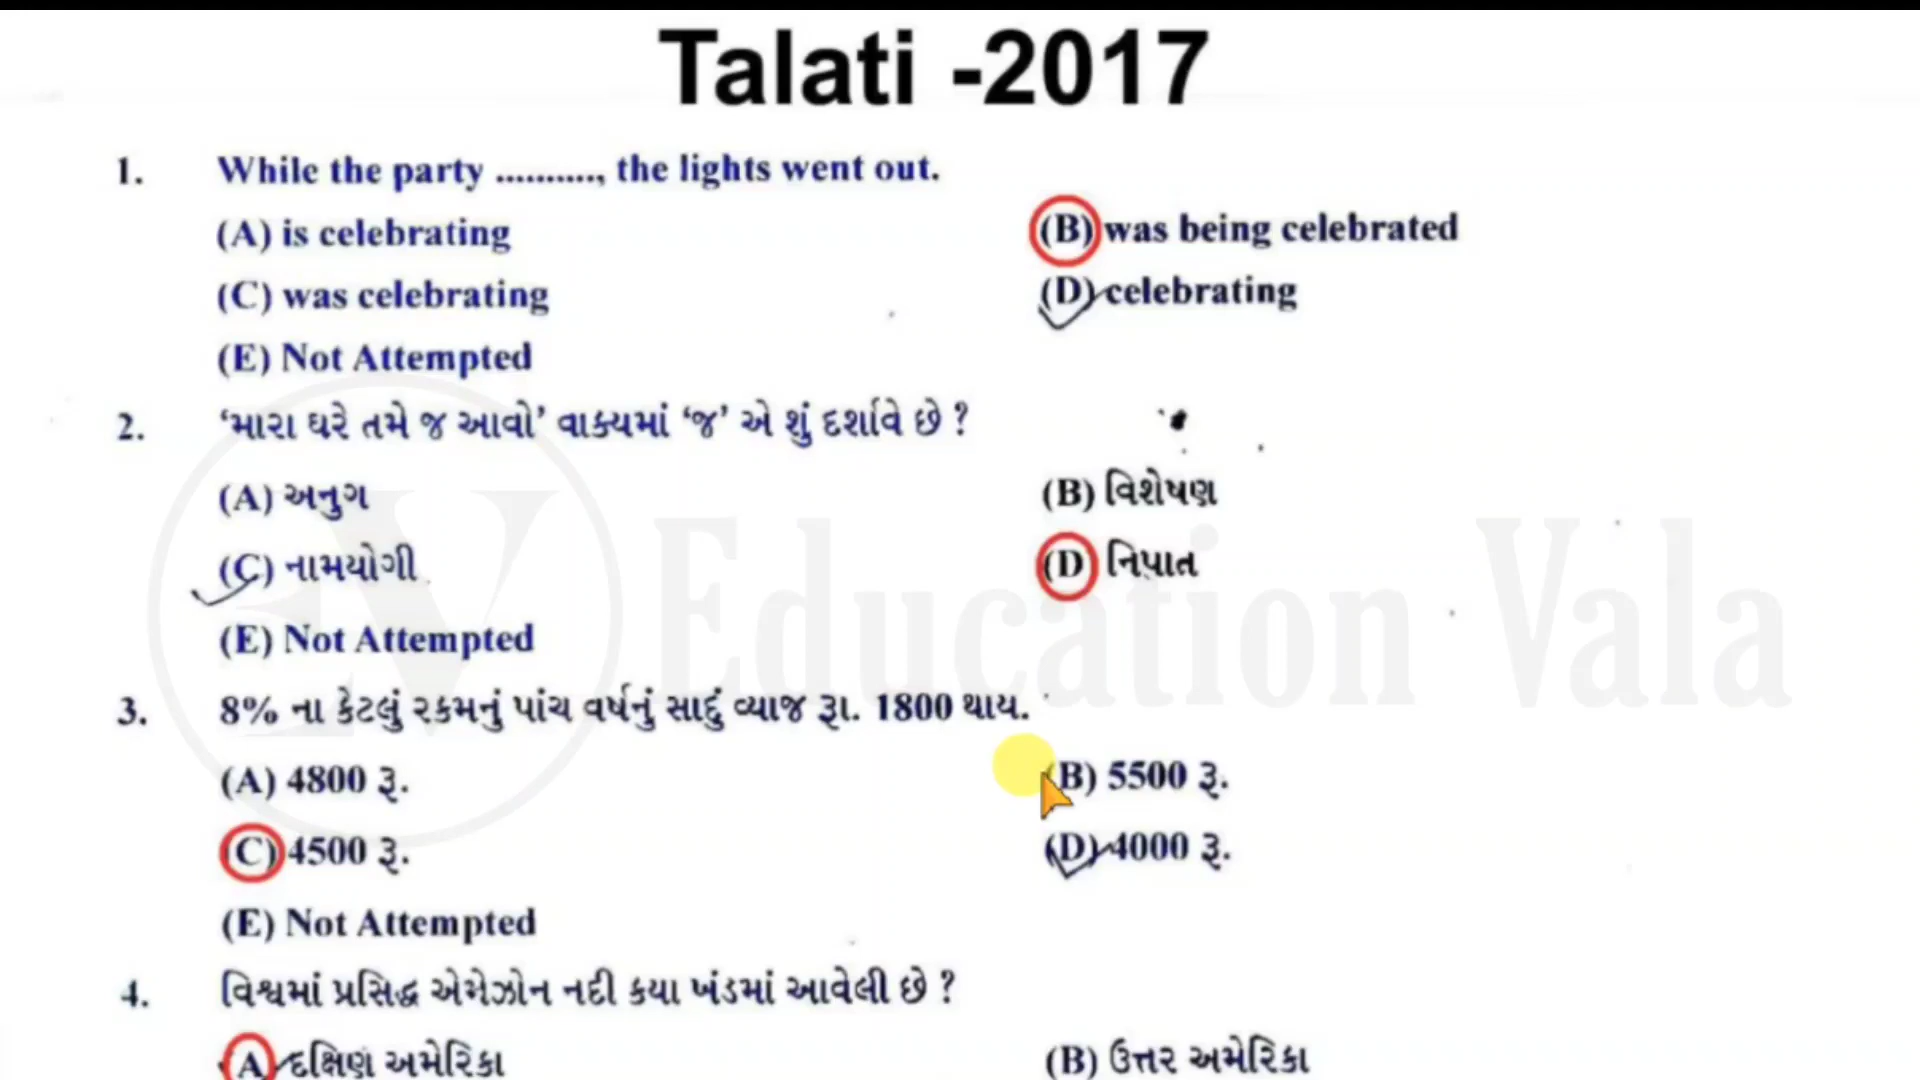 Talati -2017
1. While the party ..........., the lights went out.
(A) is celebrating (B) was being celebrated
(C) was celebrating (D) celebrating
(E) Not Attempted
2. ‘મારા ઘરે તમે જ આવો’ વાક્યમાં ‘જ’ એ શું દર્શાવે છે ?
(A) અનુગ (B) વિશેષણ
(C) નામયોગી (D) નિપાત
(E) Not Attempted
Education Vala
3. 8% ના કેટલું રકમનું પાંચ વર્ષનું સાદું વ્યાજ રૂા. 1800 થાય.
(A) 4800 રૂ. (B) 5500 રૂ.
(C) 4500 રૂ. (D) 4000 રૂ.
(E) Not Attempted
4. વિશ્વમાં પ્રસિદ્ધ એમેઝોન નદી કયા ખંડમાં આવેલી છે ?
(A) દક્ષિણ અમેરિકા (B) ઉત્તર અમેરિકા